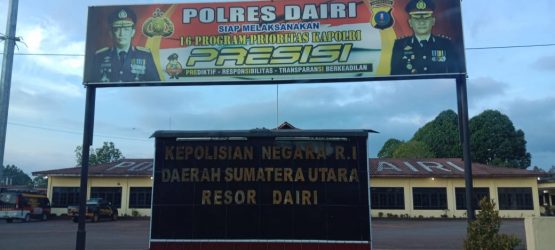 POLRES DAIRI
SIAP MELAKSANAKAN
16 PROGRAM PRIORITAS KAPOLRI
PRESISI
PREDIKTIF - RESPONSIBILITAS - TRANSPARANSI BERKEADILAN
KEPOLISIAN NEGARA R.I
DAERAH SUMATERA UTARA
RESOR DAIRI
DAIRI